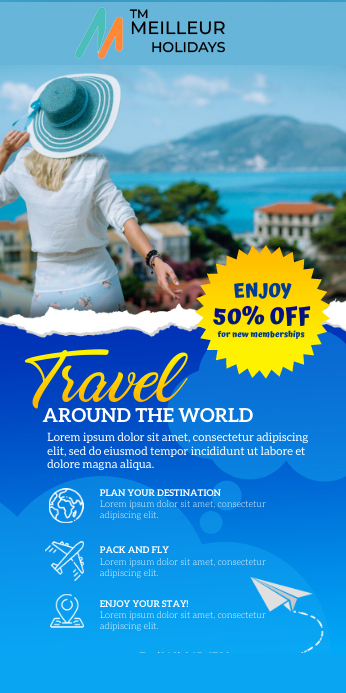 TM
MEILLEUR
HOLIDAYS
ENJOY
50% OFF
for new memberships
Travel
AROUND THE WORLD
Lorem ipsum dolor sit amet, consectetur adipiscing
elit, sed do eiusmod tempor incididunt ut labore et
dolore magna aliqua.
PLAN YOUR DESTINATION
Lorem ipsum dolor sit amet, consectetur
adipiscing elit.
PACK AND FLY
Lorem ipsum dolor sit amet, consectetur
adipiscing elit.
ENJOY YOUR STAY!
Lorem ipsum dolor sit amet, consectetur
adipiscing elit.